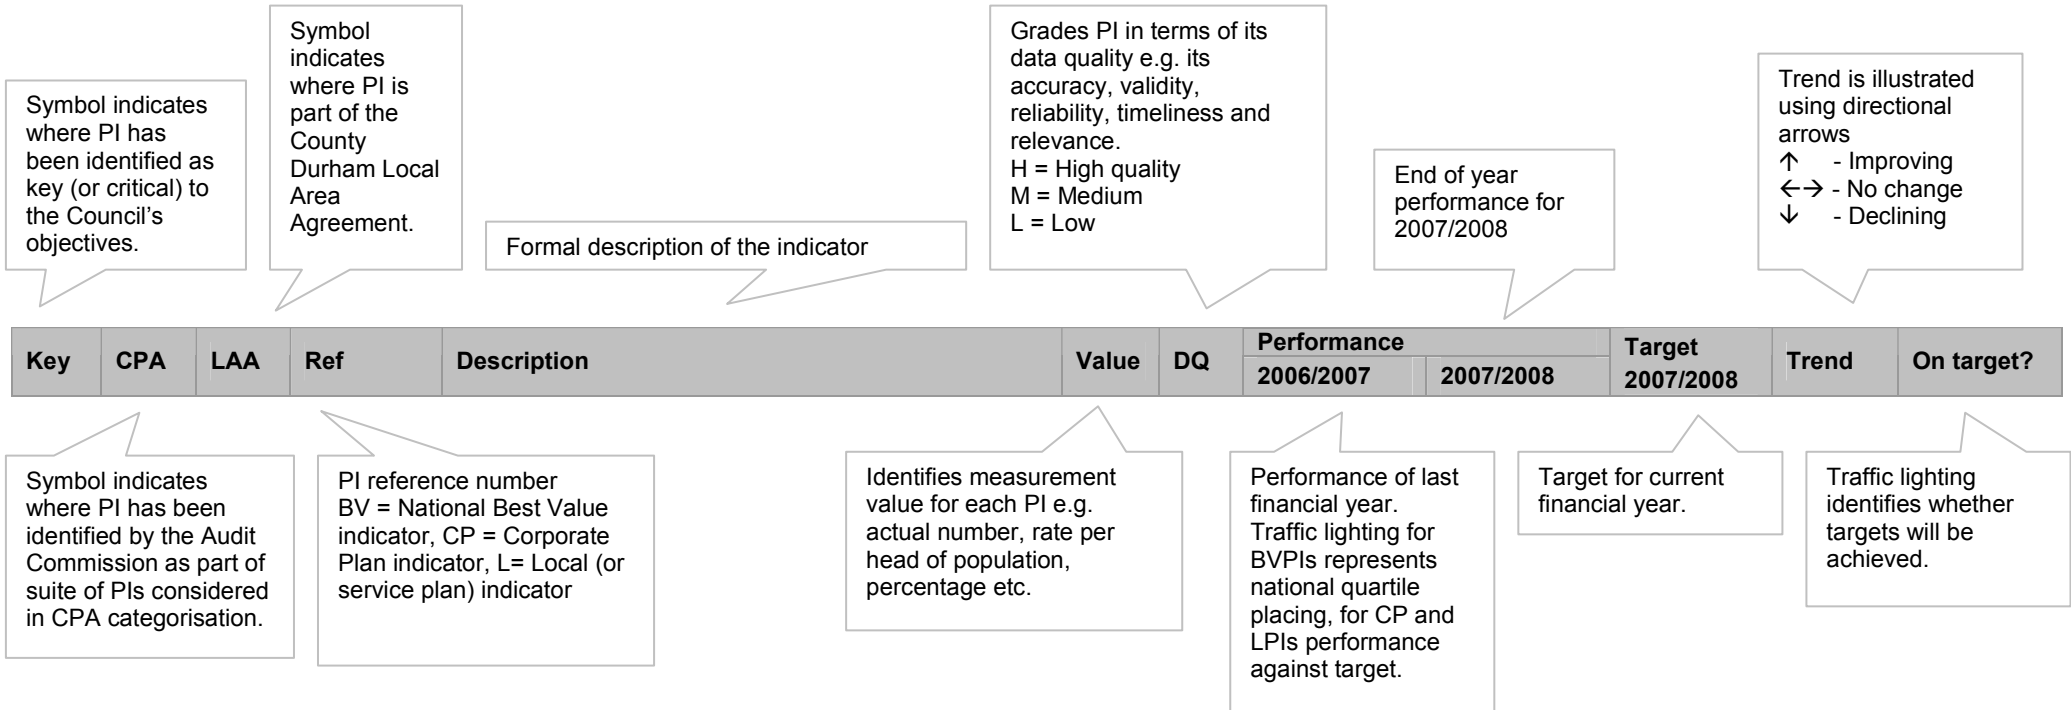 Symbol indicates
where PI has
been identified as
key (or critical) to
the Council's
objectives.
Symbol
indicates
where PI is
part of the
County
Durham Local
Area
Agreement.
Formal description of the indicator
Grades PI in terms of its
data quality e.g. its
accuracy, validity,
reliability, timeliness and
relevance.
H = High quality
M = Medium
L = Low
End of year
performance for
2007/2008
Trend is illustrated
using directional
arrows
↑ - Improving
←→ - No change
↓ - Declining
Key CPA LAA Ref Description Value DQ Performance 2006/2007 2007/2008 Target 2007/2008 Trend On target?
Symbol indicates
where PI has been
identified by the Audit
Commission as part of
suite of PIs considered
in CPA categorisation.
PI reference number
BV = National Best Value
indicator, CP = Corporate
Plan indicator, L= Local (or
service plan) indicator
Identifies measurement
value for each PI e.g.
actual number, rate per
head of population,
percentage etc.
Performance of last
financial year.
Traffic lighting for
BVPIs represents
national quartile
placing, for CP and
LPIs performance
against target.
Target for current
financial year.
Traffic lighting
identifies whether
targets will be
achieved.